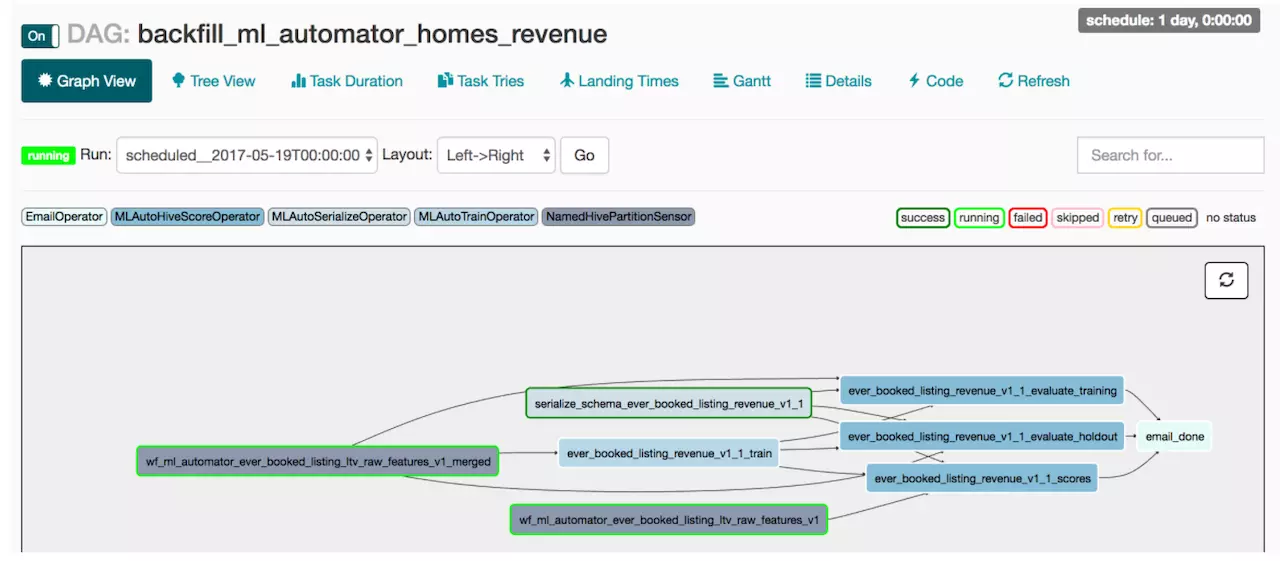 schedule: 1 day, 0:00:00
On DAG: backfill_ml_automator_homes_revenue
Graph View Tree View Task Duration Task Tries Landing Times Gantt Details Code Refresh
running Run: scheduled__2017-05-19T00:00:00 Layout: Left->Right Go Search for...
EmailOperator MLAutoHiveScoreOperator MLAutoSerializeOperator MLAutoTrainOperator NamedHivePartitionSensor success running failed skipped retry queued no status
ever_booked_listing_revenue_v1_1_evaluate_training
serialize_schema_ever_booked_listing_revenue_v1_1
ever_booked_listing_revenue_v1_1_evaluate_holdout email_done
ever_booked_listing_revenue_v1_1_train
wf_ml_automator_ever_booked_listing_ltv_raw_features_v1_merged
ever_booked_listing_revenue_v1_1_scores
wf_ml_automator_ever_booked_listing_ltv_raw_features_v1